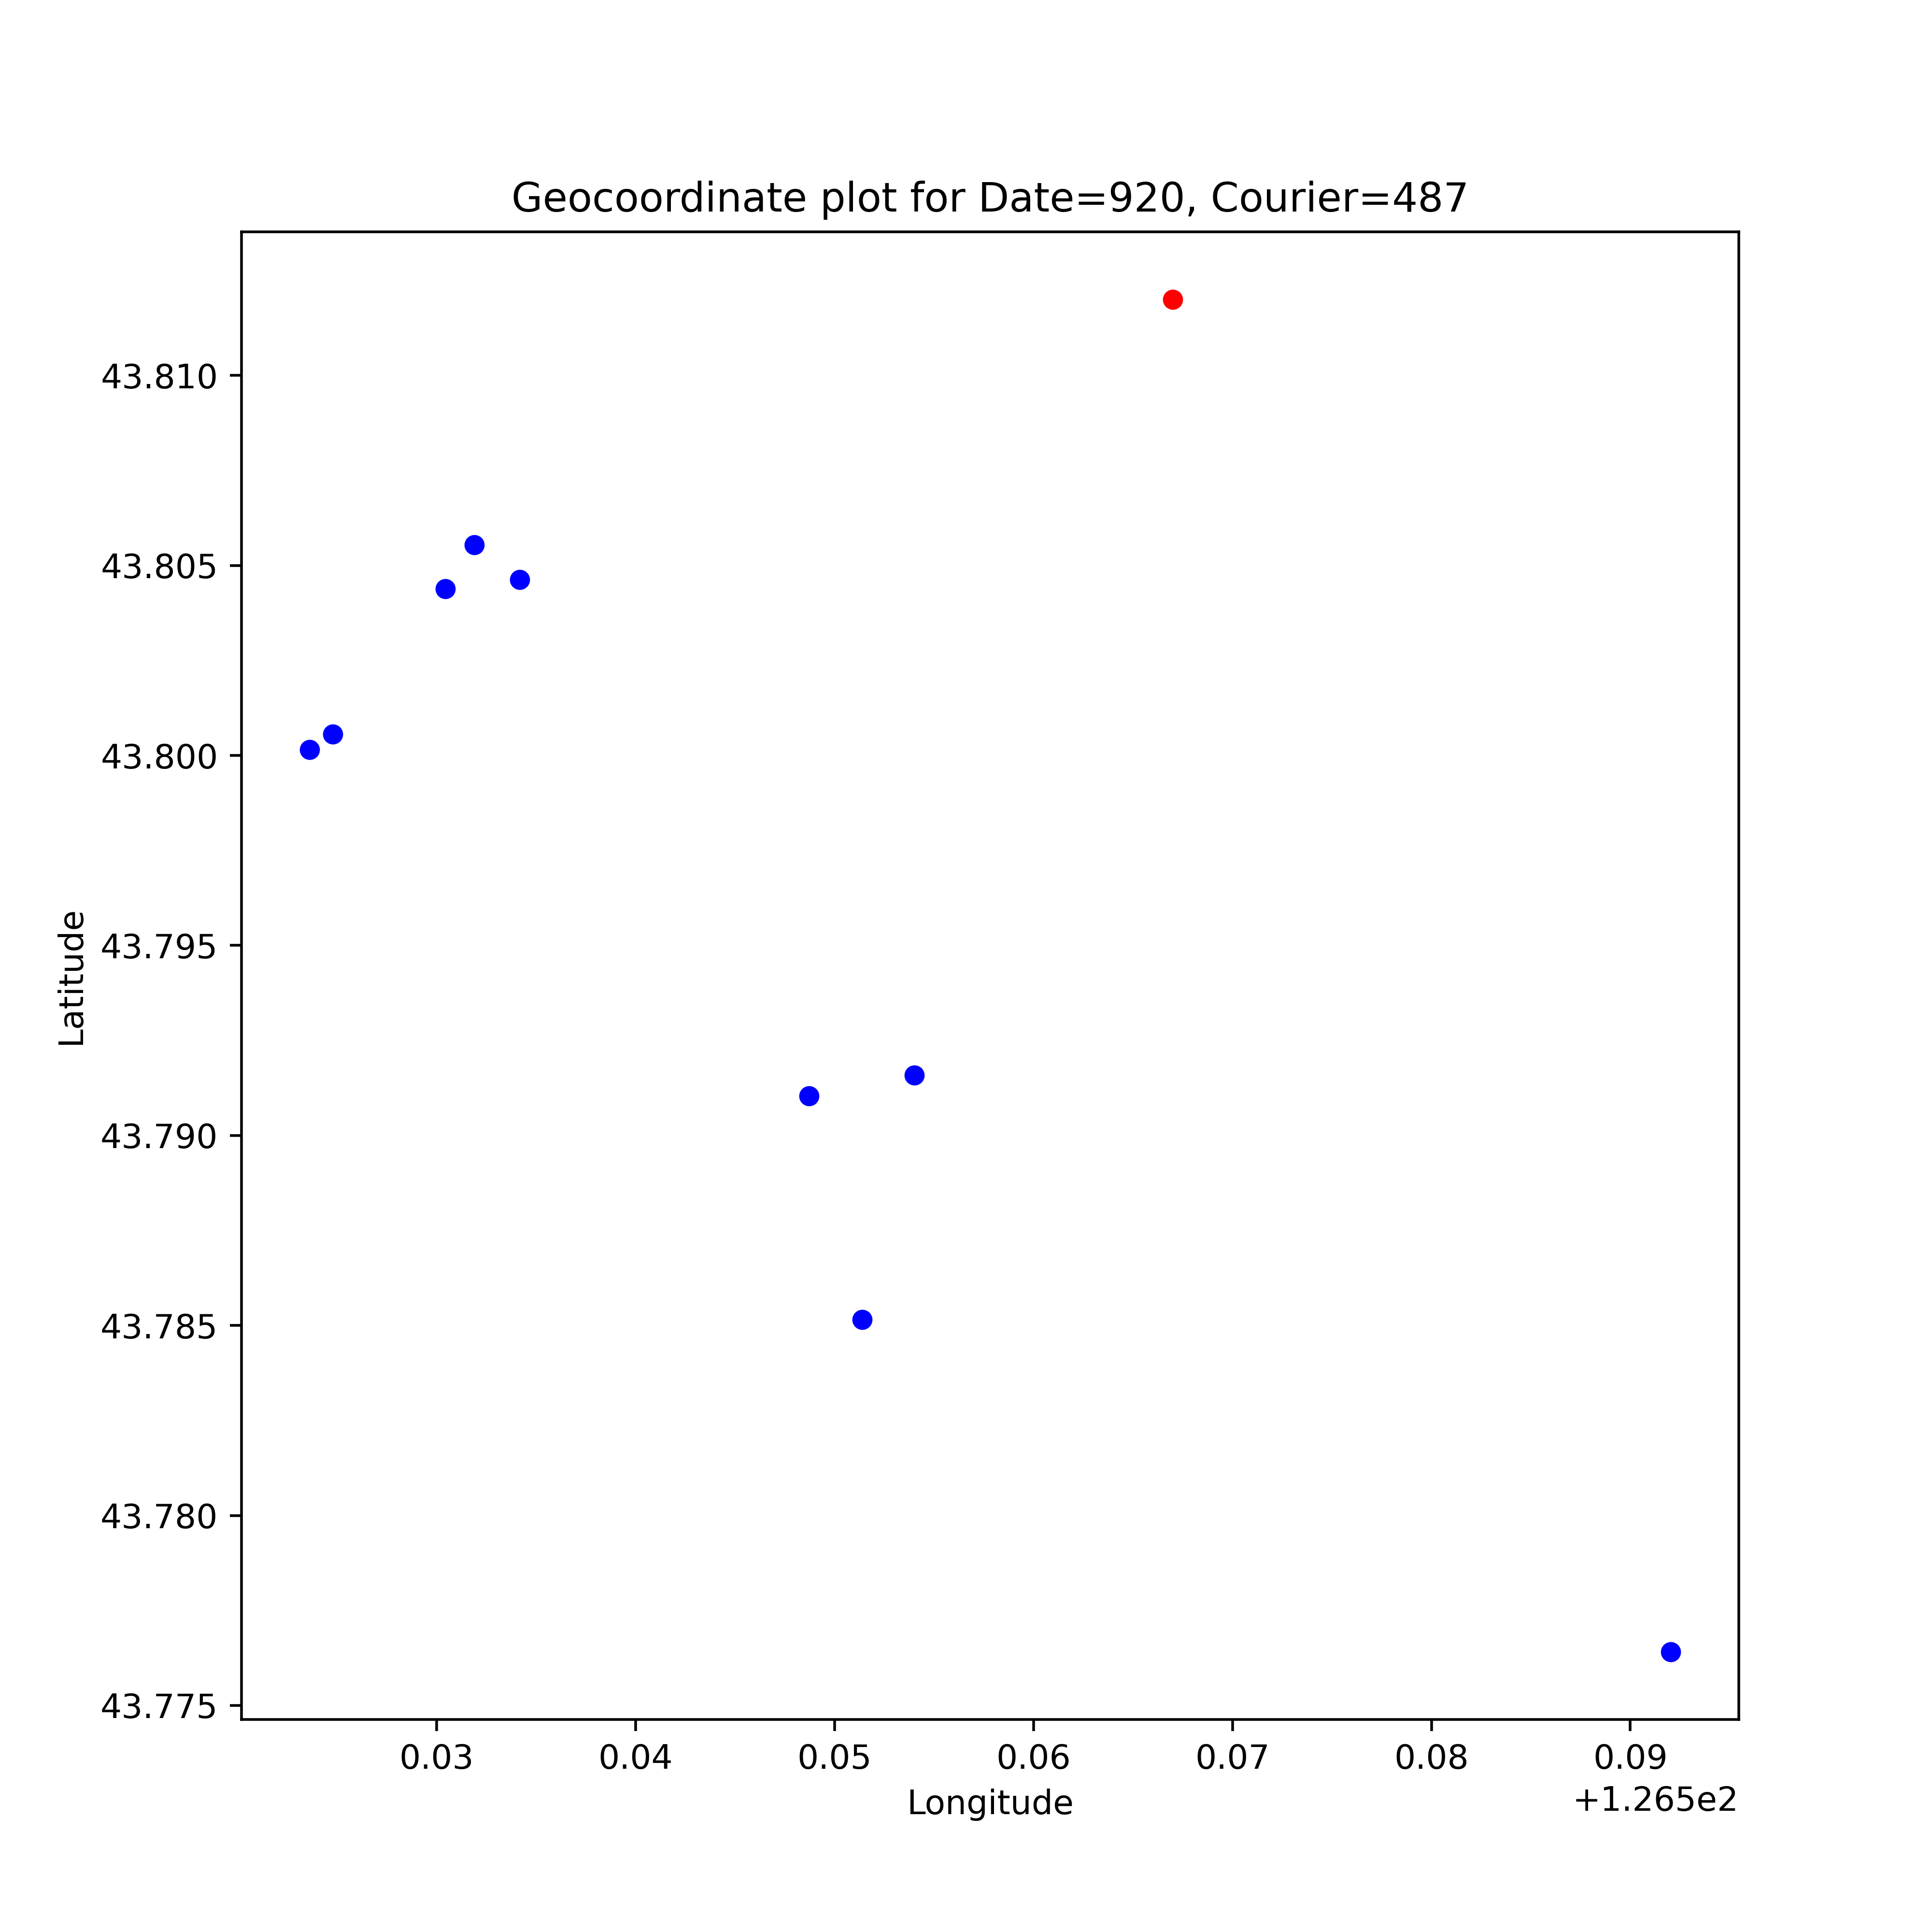 Geocoordinate plot for Date=920, Courier=487
43.810
43.805
43.800
43.795
43.790
43.785
43.780
43.775
Latitude
0.03 0.04 0.05 0.06 0.07 0.08 0.09
+1.265e2
Longitude